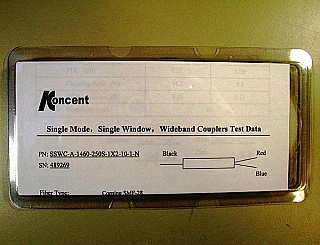 Koncent
Single Mode, Single Window, Wideband Couplers Test Data
PN: SSWC-A-1460-250S-1X2-10-1-N
SN: 489269
Black
Red
Blue
Fiber Type:
Corning SMF-28